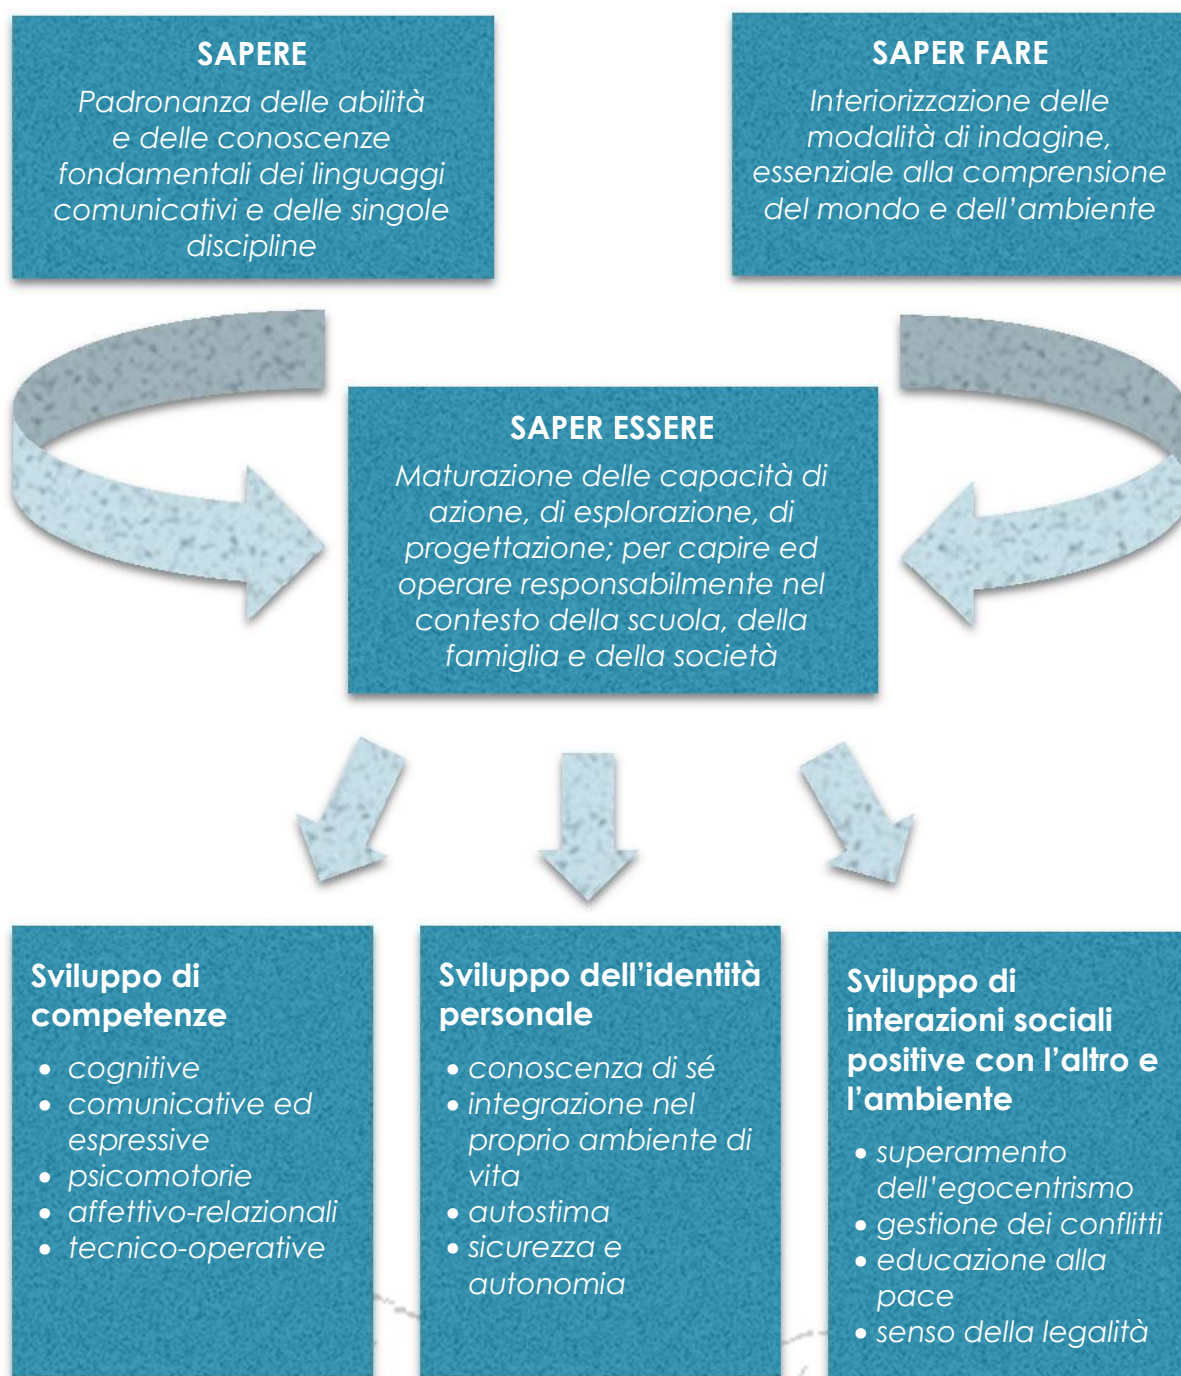 SAPERE
Padronanza delle abilità
e delle conoscenze
fondamentali dei linguaggi
comunicativi e delle singole
discipline
SAPER FARE
Interiorizzazione delle
modalità di indagine,
essenziale alla comprensione
del mondo e dell’ambiente
SAPER ESSERE
Maturazione delle capacità di
azione, di esplorazione, di
progettazione; per capire ed
operare responsabilmente nel
contesto della scuola, della
famiglia e della società
Sviluppo di
competenze
• cognitive
• comunicative ed
espressive
• psicomotorie
• affettivo-relazionali
• tecnico-operative
Sviluppo dell’identità
personale
• conoscenza di sé
• integrazione nel
proprio ambiente di
vita
• autostima
• sicurezza e
autonomia
Sviluppo di
interazioni sociali
positive con l’altro e
l’ambiente
• superamento
dell’egocentrismo
• gestione dei conflitti
• educazione alla
pace
• senso della legalità